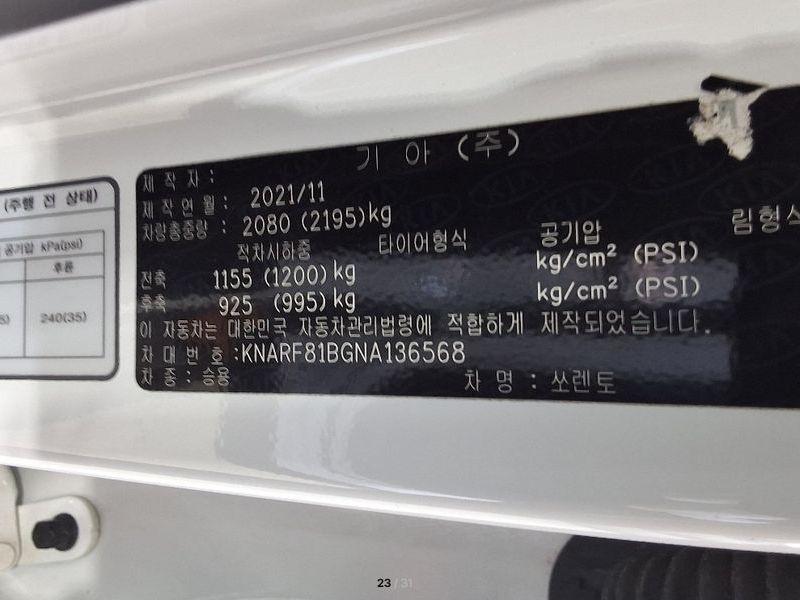 (주행 전 상태)
공기압 kPa(psi)
후륜
240(35)
제 작 자 : 기 아 (주)
제 작 연 월 : 2021/11
차량총중량 : 2080 (2195)kg
적차시하중 타이어형식 공기압 림형식
전축 1155 (1200)kg kg/cm² (PSI)
후축 925 (995)kg kg/cm² (PSI)
이 자동차는 대한민국 자동차관리법령에 적합하게 제작되었습니다.
차 대 번 호 :KNARF81BGNA136568
차 종 : 승용 차 명 : 쏘렌토
23 / 31